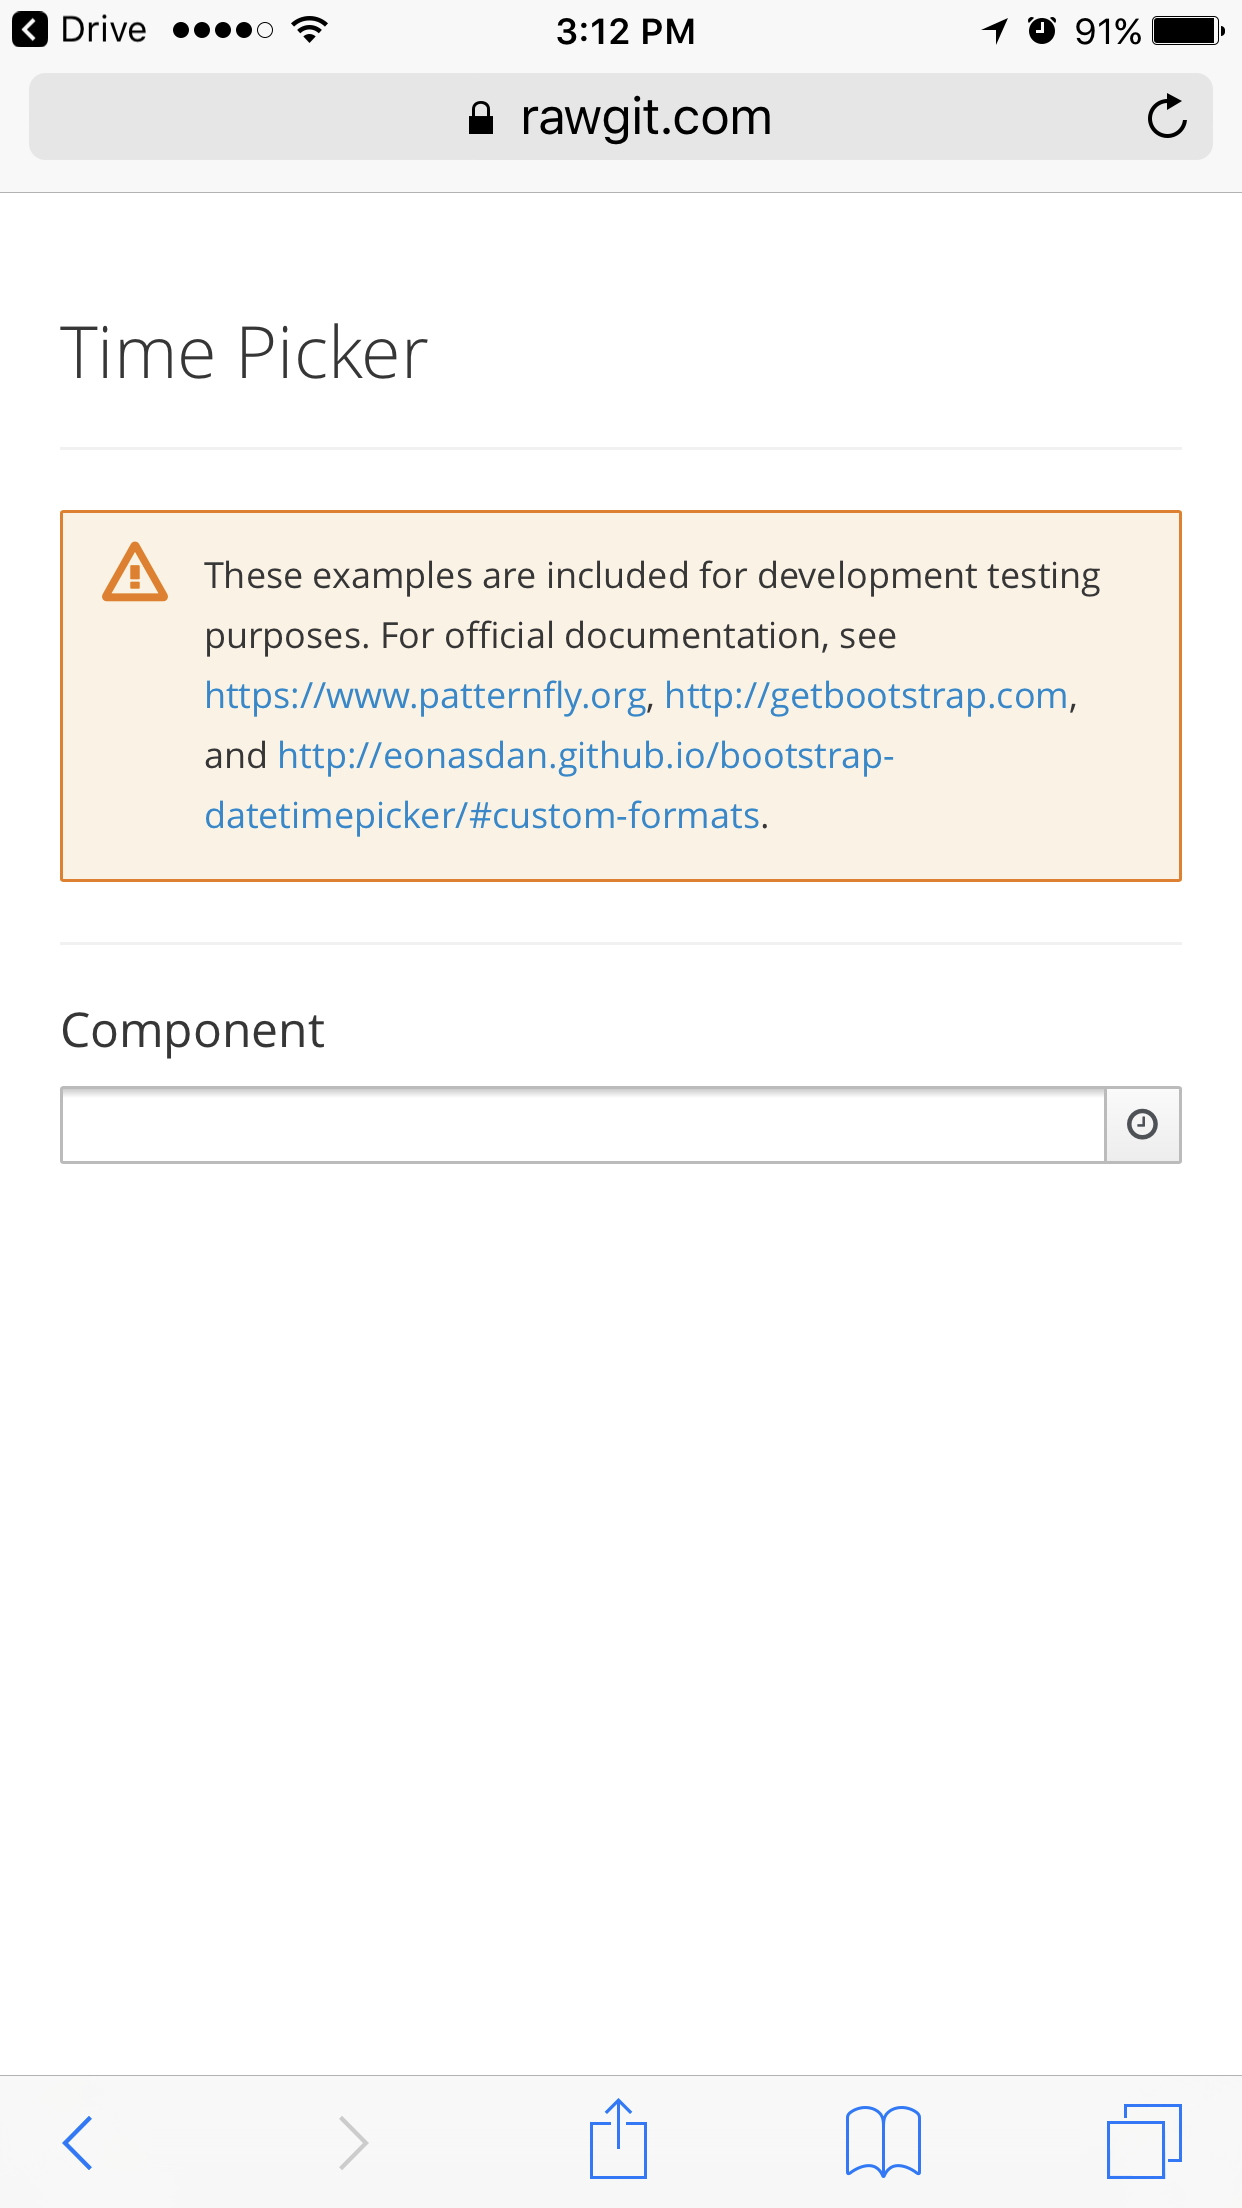 Drive 3:12 PM 91%
rawgit.com
Time Picker
These examples are included for development testing
purposes. For official documentation, see
https://www.patternfly.org, http://getbootstrap.com,
and http://eonasdan.github.io/bootstrap-
datetimepicker/#custom-formats.
Component